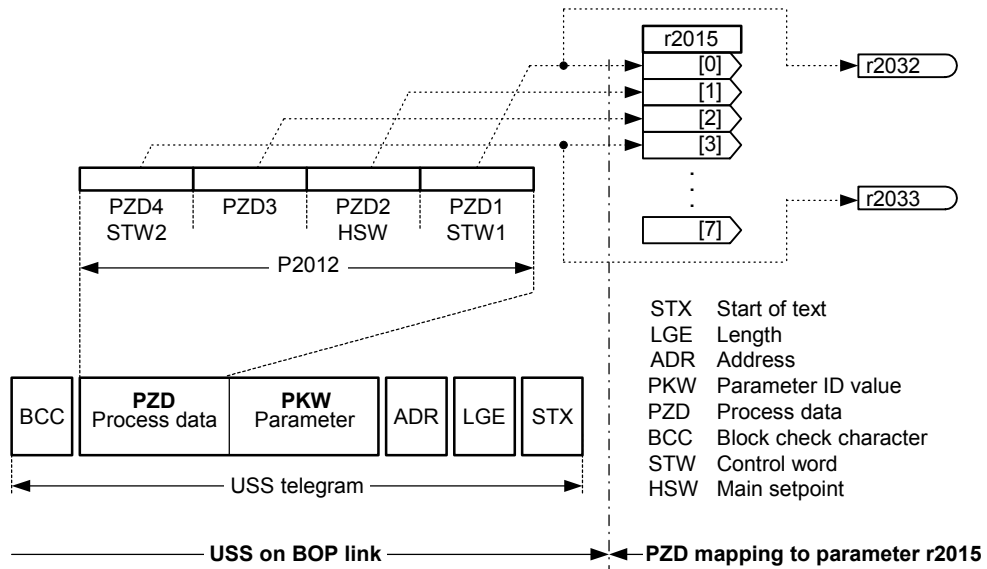 r2015
[0]
r2032
[1]
[2]
[3]
PZD4 PZD3 PZD2 PZD1
STW2 HSW STW1
.
.
.
r2033
[7]
P2012
STX Start of text
LGE Length
ADR Address
PKW Parameter ID value
PZD Process data
BCC Block check character
STW Control word
HSW Main setpoint
BCC
PZD
Process data
PKW
Parameter
ADR
LGE
STX
USS telegram
USS on BOP link
PZD mapping to parameter r2015